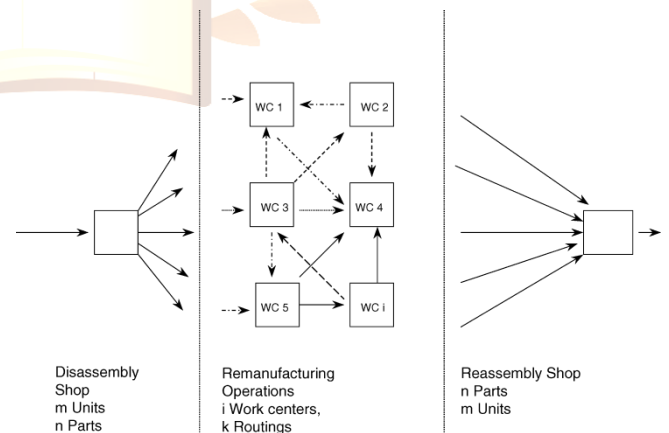 WC 1
WC 2
WC 3
WC 4
WC 5
WC i
Disassembly
Shop
m Units
n Parts
Remanufacturing
Operations
i Work centers,
k Routings
Reassembly Shop
n Parts
m Units